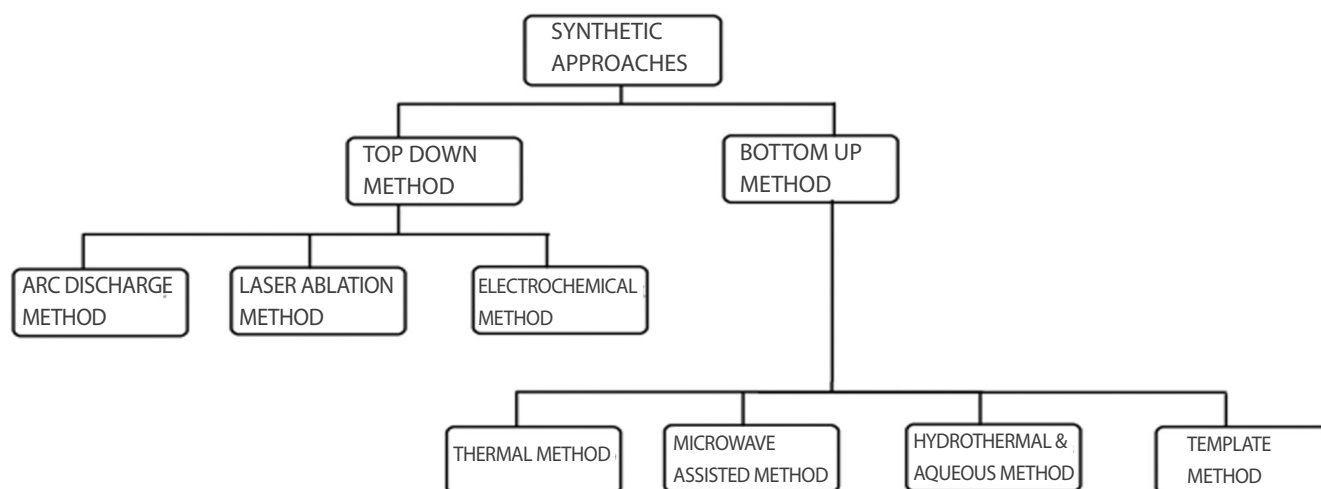 SYNTHETIC
APPROACHES
TOP DOWN
METHOD
BOTTOM UP
METHOD
ARC DISCHARGE
METHOD
LASER ABLATION
METHOD
ELECTROCHEMICAL
METHOD
THERMAL METHOD
MICROWAVE
ASSISTED METHOD
HYDROTHERMAL &
AQUEOUS METHOD
TEMPLATE
METHOD